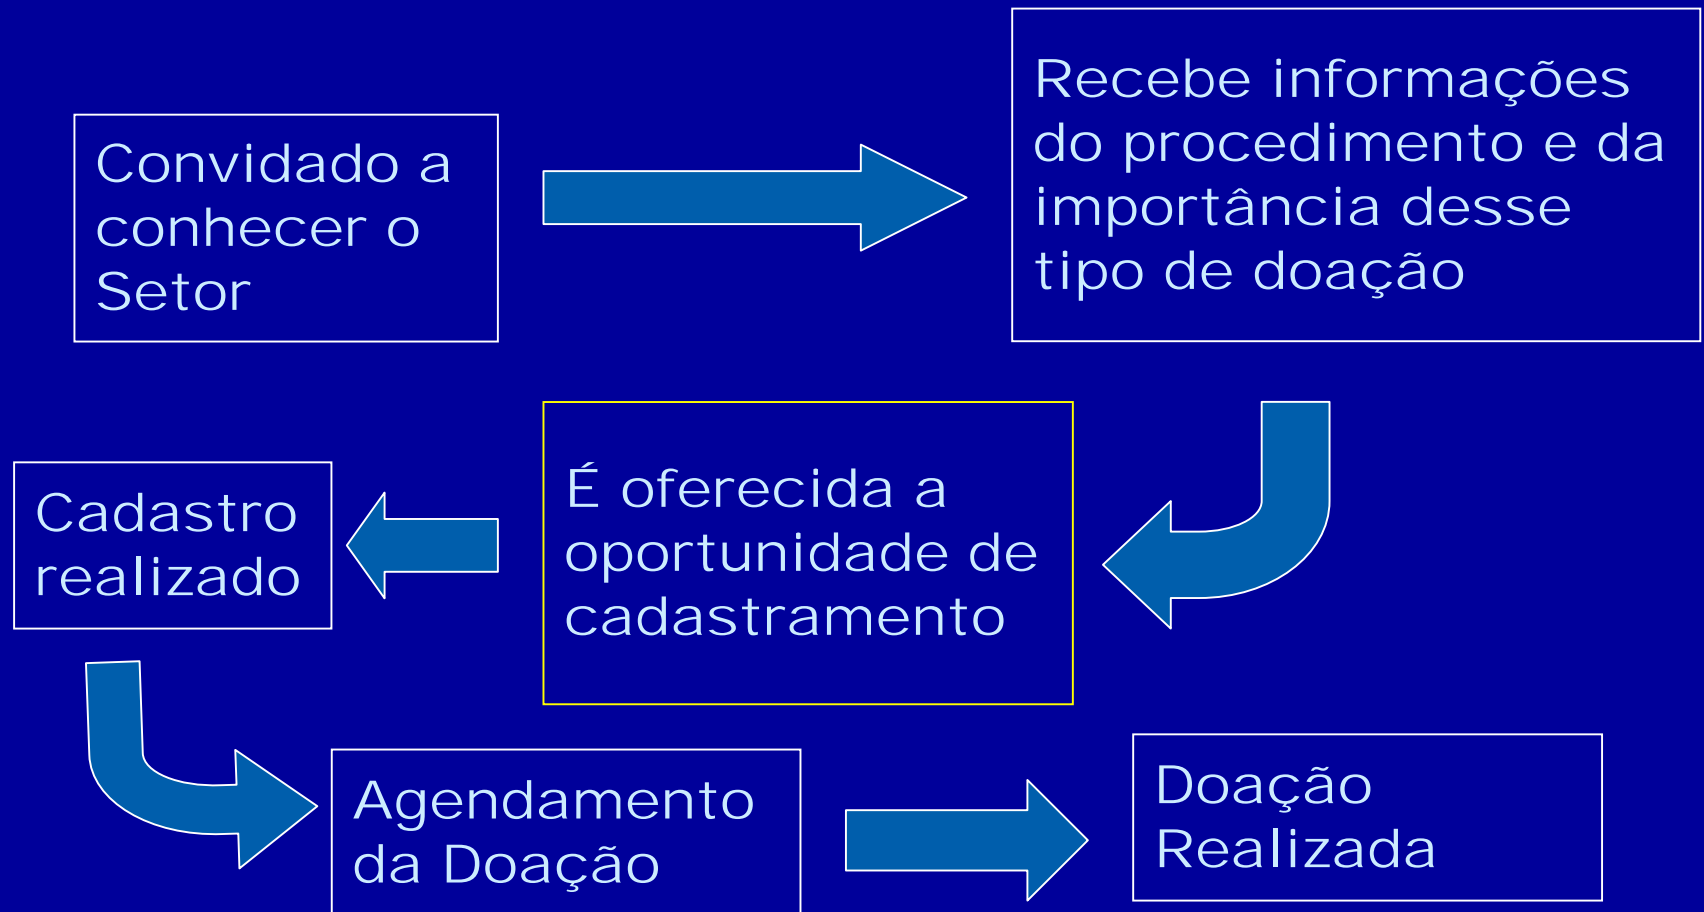 Convidado a
conhecer o
Setor
Recebe informações
do procedimento e da
importância desse
tipo de doação
É oferecida a
oportunidade de
cadastramento
Cadastro
realizado
Agendamento
da Doação
Doação
Realizada